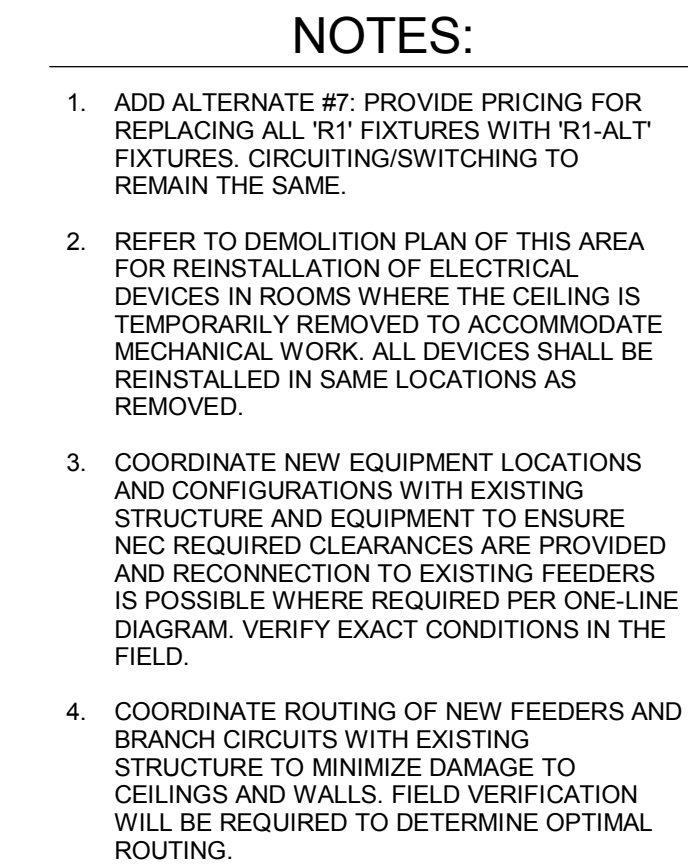 NOTES:
1. ADD ALTERNATE #7: PROVIDE PRICING FOR
REPLACING ALL 'R1' FIXTURES WITH 'R1-ALT'
FIXTURES. CIRCUITING/SWITCHING TO
REMAIN THE SAME.
2. REFER TO DEMOLITION PLAN OF THIS AREA
FOR REINSTALLATION OF ELECTRICAL
DEVICES IN ROOMS WHERE THE CEILING IS
TEMPORARILY REMOVED TO ACCOMMODATE
MECHANICAL WORK. ALL DEVICES SHALL BE
REINSTALLED IN SAME LOCATIONS AS
REMOVED.
3. COORDINATE NEW EQUIPMENT LOCATIONS
AND CONFIGURATIONS WITH EXISTING
STRUCTURE AND EQUIPMENT TO ENSURE
NEC REQUIRED CLEARANCES ARE PROVIDED
AND RECONNECTION TO EXISTING FEEDERS
IS POSSIBLE WHERE REQUIRED PER ONE-LINE
DIAGRAM. VERIFY EXACT CONDITIONS IN THE
FIELD.
4. COORDINATE ROUTING OF NEW FEEDERS AND
BRANCH CIRCUITS WITH EXISTING
STRUCTURE TO MINIMIZE DAMAGE TO
CEILINGS AND WALLS. FIELD VERIFICATION
WILL BE REQUIRED TO DETERMINE OPTIMAL
ROUTING.